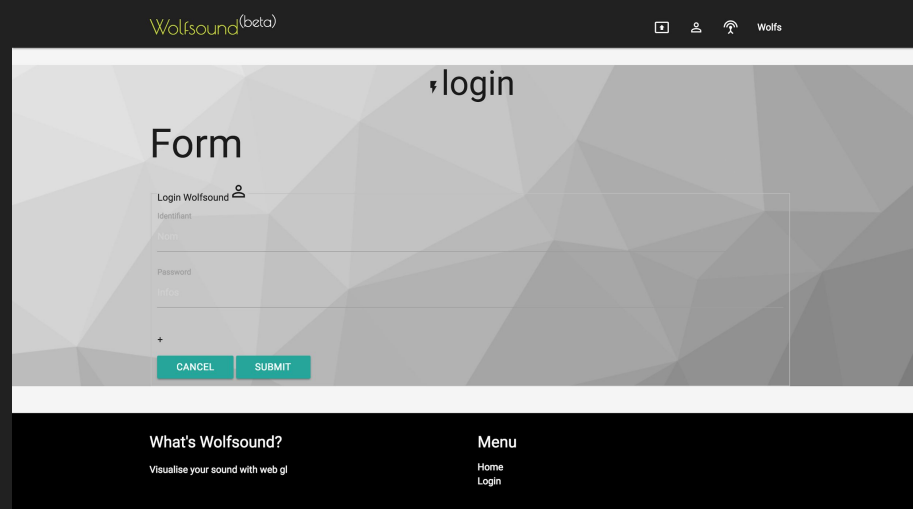 Wolfsound(beta)
Wolfs
login
Form
Login Wolfsound
Identifiant
Nom
Password
Infos
+
CANCEL SUBMIT
What's Wolfsound?
Visualise your sound with web gl
Menu
Home
Login